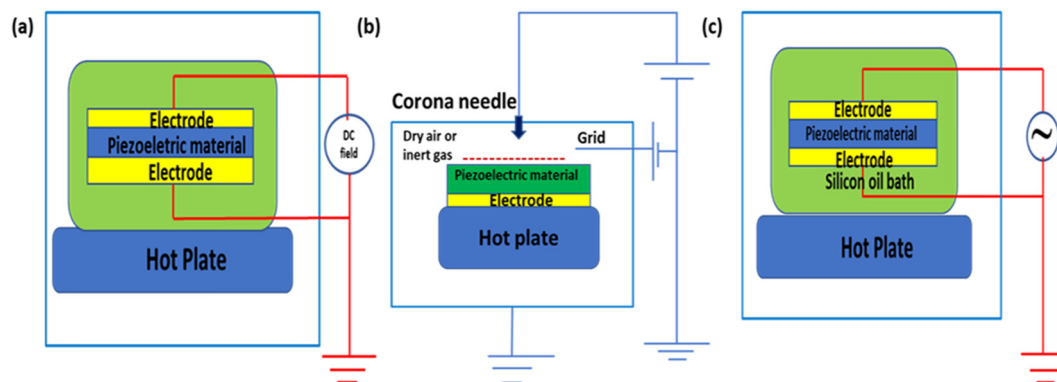 (a)
Electrode
Piezoeletric material
Electrode
Hot Plate
DC
field
(b)
Corona needle
Dry air or
inert gas
Grid
Piezoelectric material
Electrode
Hot plate
(c)
Electrode
Piezoelectric material
Electrode
Silicon oil bath
Hot Plate
~